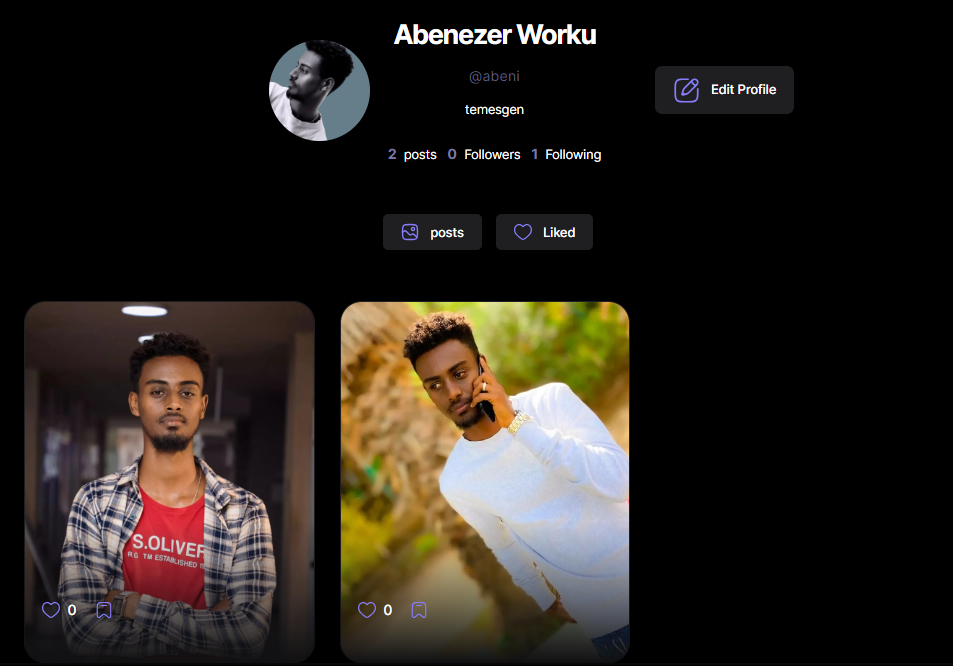 Abenezer Worku
@abeni
temesgen
Edit Profile
2 posts 0 Followers 1 Following
posts
Liked
S.OLIVER
TM ESTABLISHED
0
0